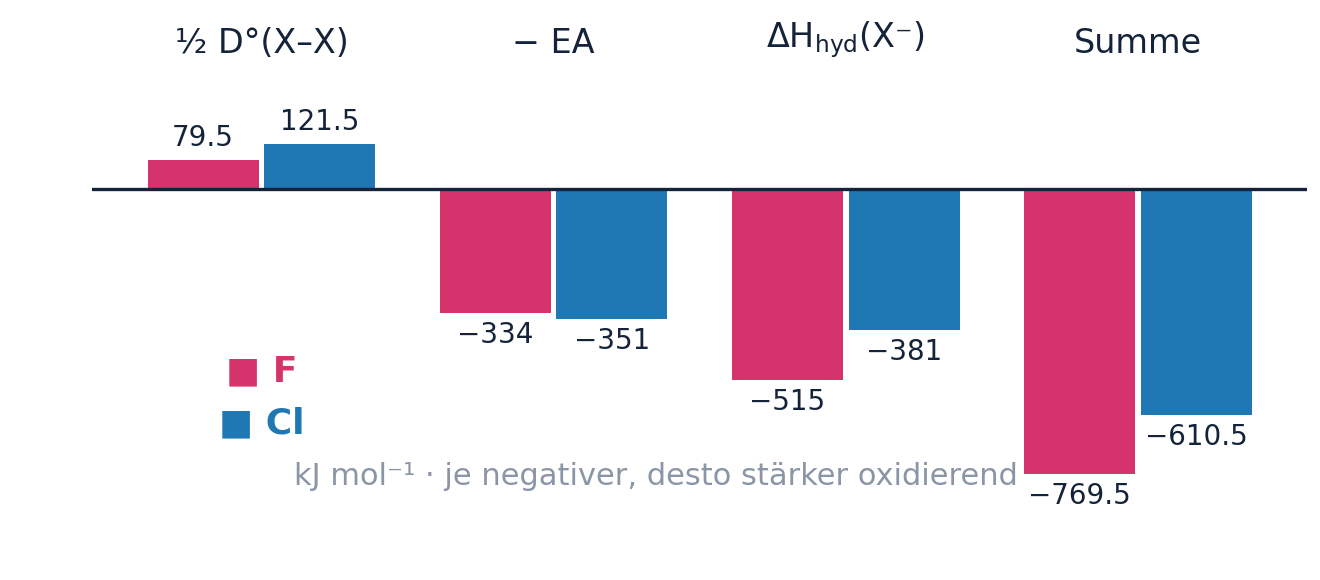 ½ D°(X–X)
− EA
ΔHhyd(X⁻)
Summe
79.5
121.5
−334
−351
−515
−381
−769.5
−610.5
■ F
■ Cl
kJ mol⁻¹ · je negativer, desto stärker oxidierend